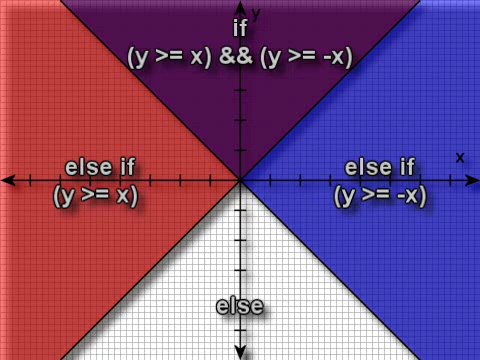 y
if
(y >= x) && (y >= -x)
x
else if
(y >= x)
else if
(y >= -x)
else